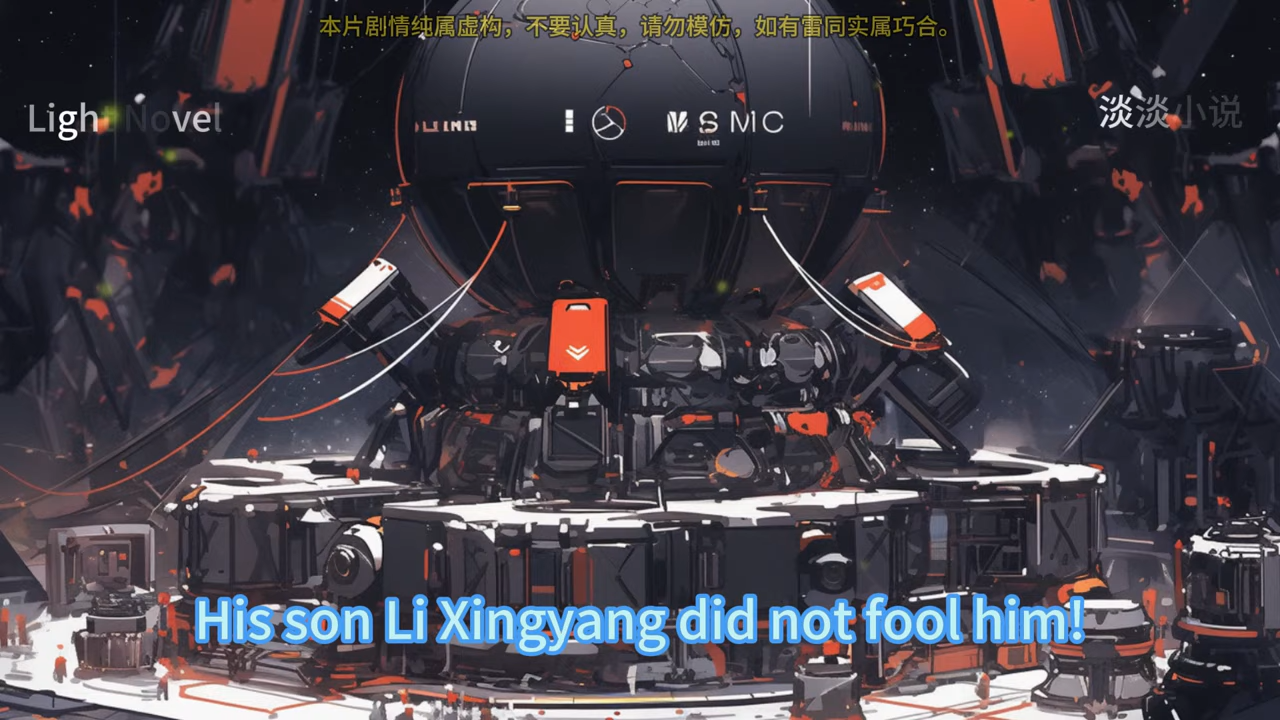 本片剧情纯属虚构，不要认真，请勿模仿，如有雷同实属巧合。
Light Novel
淡淡小说
SMC
His son Li Xingyang did not fool him!